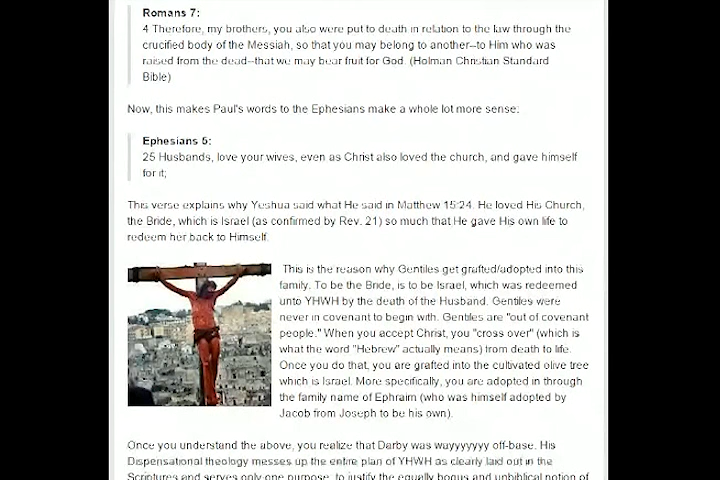 Romans 7:
4 Therefore, my brothers, you also were put to death in relation to the law through the
crucified body of the Messiah, so that you may belong to another--to Him who was
raised from the dead--that we may bear fruit for God. (Holman Christian Standard
Bible)
Now, this makes Paul's words to the Ephesians make a whole lot more sense:
Ephesians 5:
25 Husbands, love your wives, even as Christ also loved the church, and gave himself
for it;
This verse explains why Yeshua said what He said in Matthew 15:24. He loved His Church,
the Bride, which is Israel (as confirmed by Rev. 21) so much that He gave His own life to
redeem her back to Himself.
This is the reason why Gentiles get grafted/adopted into this
family. To be the Bride, is to be Israel, which was redeemed
unto YHWH by the death of the Husband. Gentiles were
never in covenant to begin with. Gentiles are "out of covenant
people." When you accept Christ, you "cross over" (which is
what the word "Hebrew" actually means) from death to life.
Once you do that, you are grafted into the cultivated olive tree
which is Israel. More specifically, you are adopted in through
the family name of Ephraim (who was himself adopted by
Jacob from Joseph to be his own).
Once you understand the above, you realize that Darby was wayyyyyyy off-base. His
Dispensational theology messes up the entire plan of YHWH as clearly laid out in the
Scriptures and serves only one purpose, to justify the equally bogus and unbiblical notion of